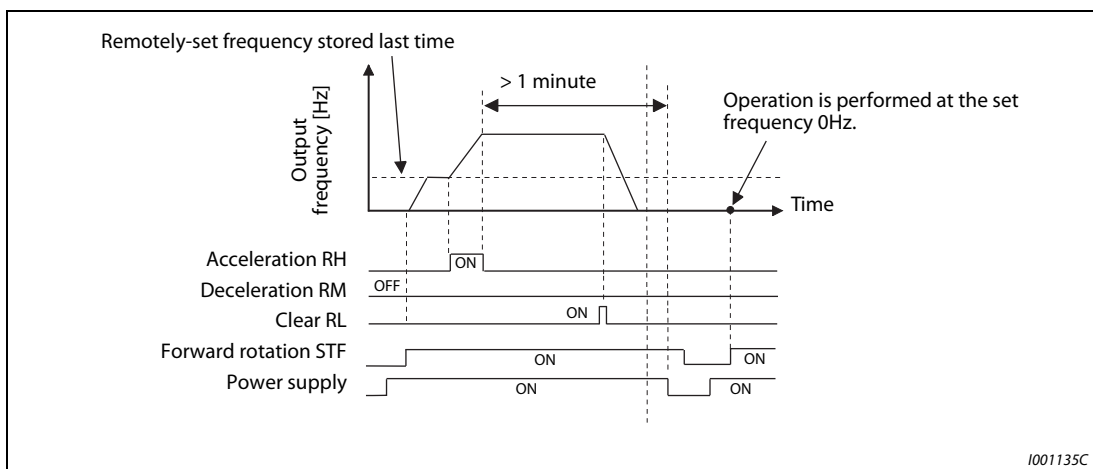 Remotely-set frequency stored last time
> 1 minute
Operation is performed at the set
frequency 0Hz.
Output
frequency [Hz]
Time
Acceleration RH
ON
Deceleration RM
OFF
Clear RL
ON
Forward rotation STF
ON
ON
Power supply
ON
ON
I001135C